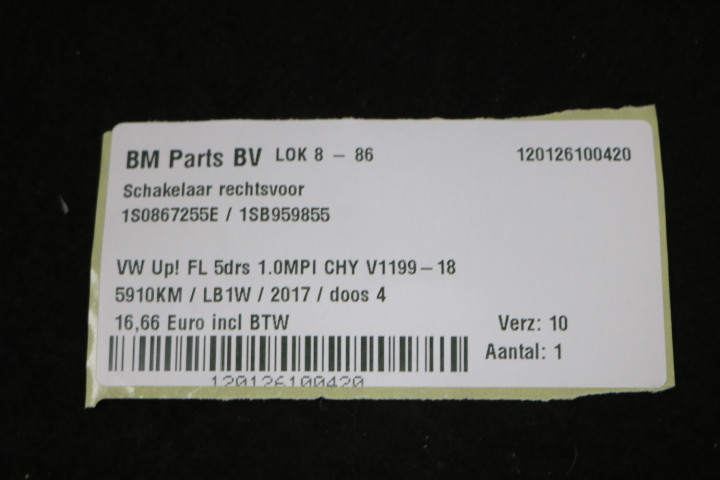 BM Parts BV LOK 8 – 86 120126100420
Schakelaar rechtsvoor
1S0867255E / 1SB959855
VW Up! FL 5drs 1.0MPI CHY V1199–18
5910KM / LB1W / 2017 / doos 4
16,66 Euro incl BTW Verz: 10
Aantal: 1
120126100420